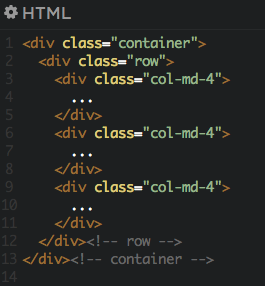 HTML
1 <div class="container">
2   <div class="row">
3     <div class="col-md-4">
4       ...
5     </div>
6     <div class="col-md-4">
7       ...
8     </div>
9     <div class="col-md-4">
10       ...
11     </div>
12   </div><!-- row -->
13 </div><!-- container -->
14